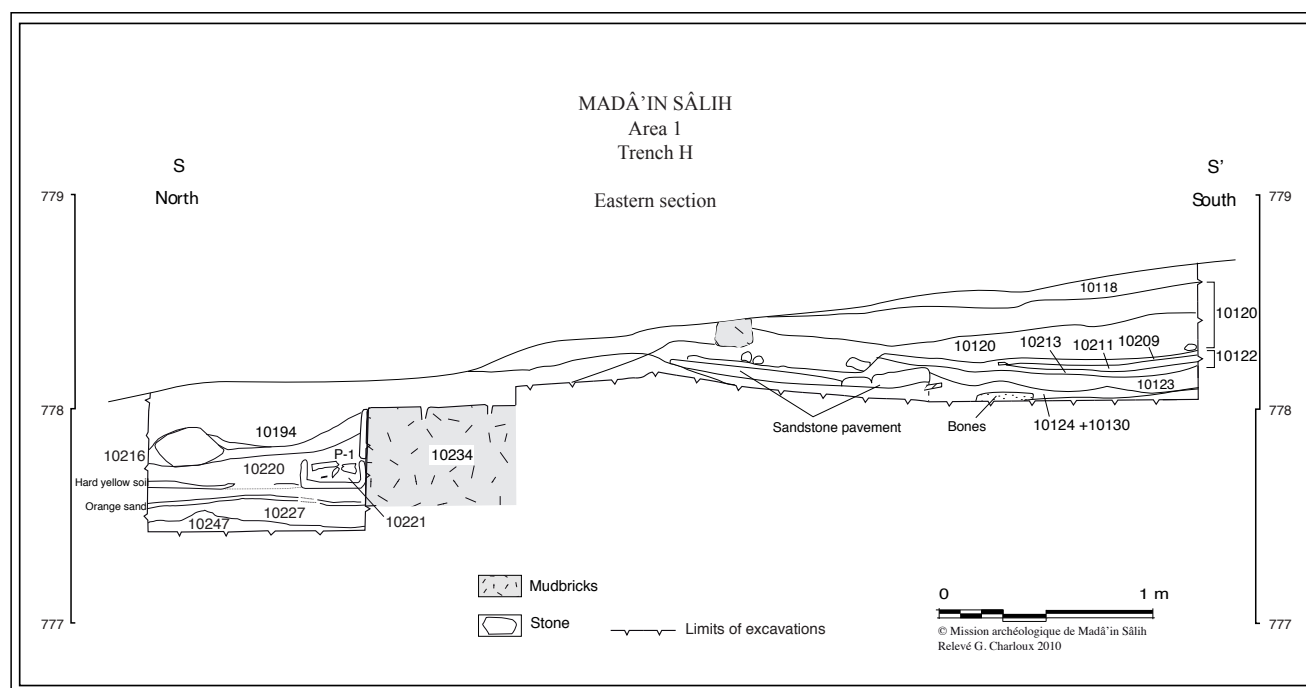 MADÂ'IN SÂLIH
Area 1
Trench H
Eastern section
S
North
S'
South
779
779
778
778
777
777
10118
10120
10120
10213
10211
10209
10122
10123
10124 +10130
Bones
Sandstone pavement
10194
10216
P-1
10220
10234
Hard yellow soil
Orange sand
10227
10221
10247
Mudbricks
Stone
Limits of excavations
0
1 m
© Mission archéologique de Madâ'in Sâlih
Relevé G. Charloux 2010